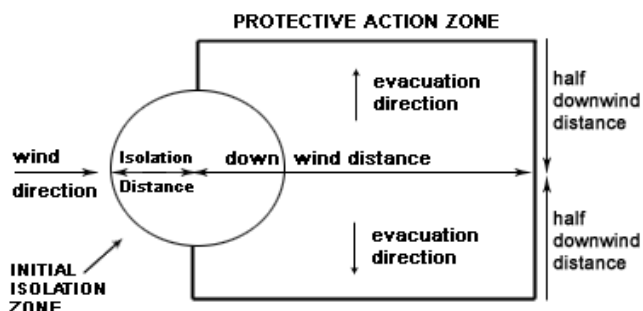 PROTECTIVE ACTION ZONE
evacuation
direction
half
downwind
distance
wind
direction
Isolation
Distance
down wind distance
evacuation
direction
half
downwind
distance
INITIAL
ISOLATION
ZONE